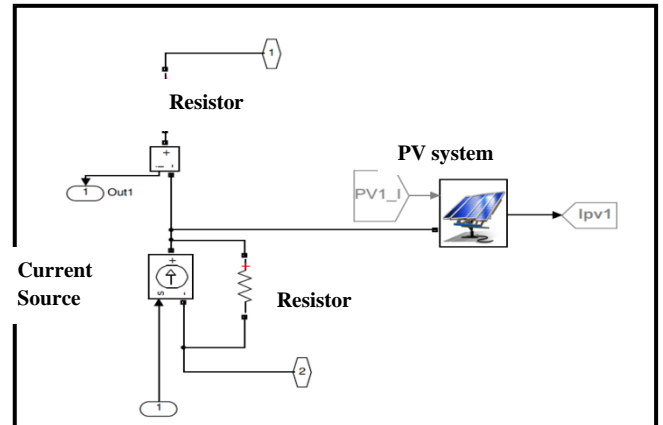 1
Resistor
+
i -
1 Out1
PV system
PV1_I
Ipv1
Current
Source
+
s -
+
Resistor
2
1